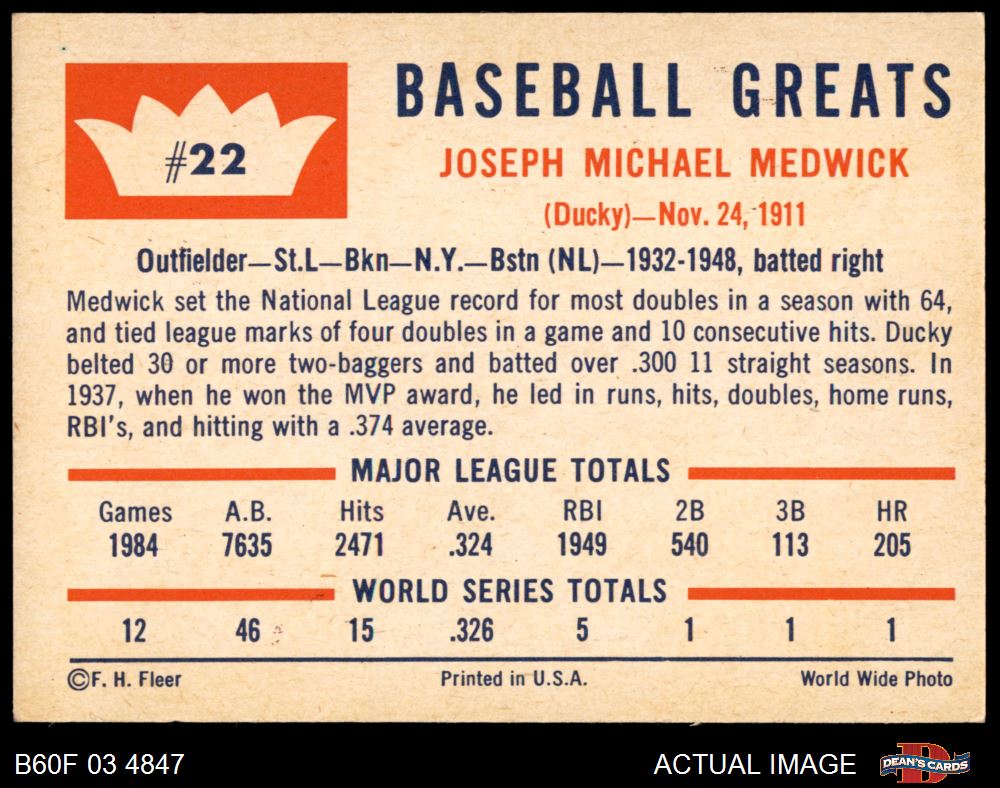 #22
BASEBALL GREATS
JOSEPH MICHAEL MEDWICK
(Ducky)—Nov. 24, 1911
Outfielder—St.L—Bkn—N.Y.—Bstn (NL)—1932-1948, batted right
Medwick set the National League record for most doubles in a season with 64,
and tied league marks of four doubles in a game and 10 consecutive hits. Ducky
belted 30 or more two-baggers and batted over .300 11 straight seasons. In
1937, when he won the MVP award, he led in runs, hits, doubles, home runs,
RBI's, and hitting with a .374 average.
MAJOR LEAGUE TOTALS
Games A.B. Hits Ave. RBI 2B 3B HR
1984 7635 2471 .324 1949 540 113 205
WORLD SERIES TOTALS
12 46 15 .326 5 1 1 1
©F. H. Fleer Printed in U.S.A. World Wide Photo
B60F 03 4847 ACTUAL IMAGE DEAN'S CARDS